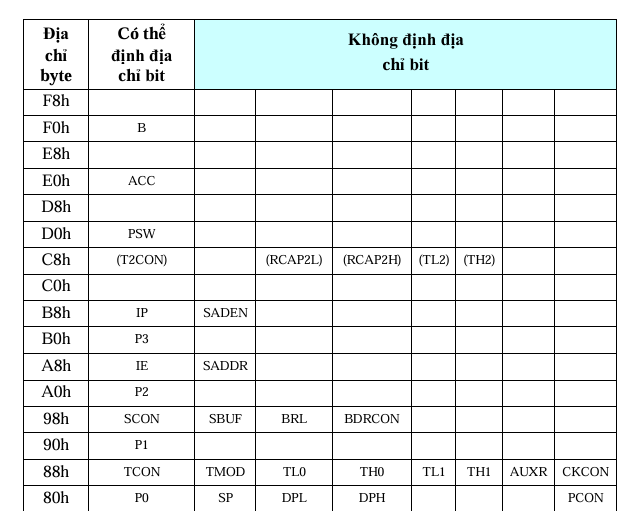 Địa chỉ byte Có thể định địa chỉ bit Không định địa chỉ bit
F8h
F0h B
E8h
E0h ACC
D8h
D0h PSW
C8h (T2CON) (RCAP2L) (RCAP2H) (TL2) (TH2)
C0h
B8h IP SADEN
B0h P3
A8h IE SADDR
A0h P2
98h SCON SBUF BRL BDRCON
90h P1
88h TCON TMOD TL0 TH0 TL1 TH1 AUXR CKCON
80h P0 SP DPL DPH PCON